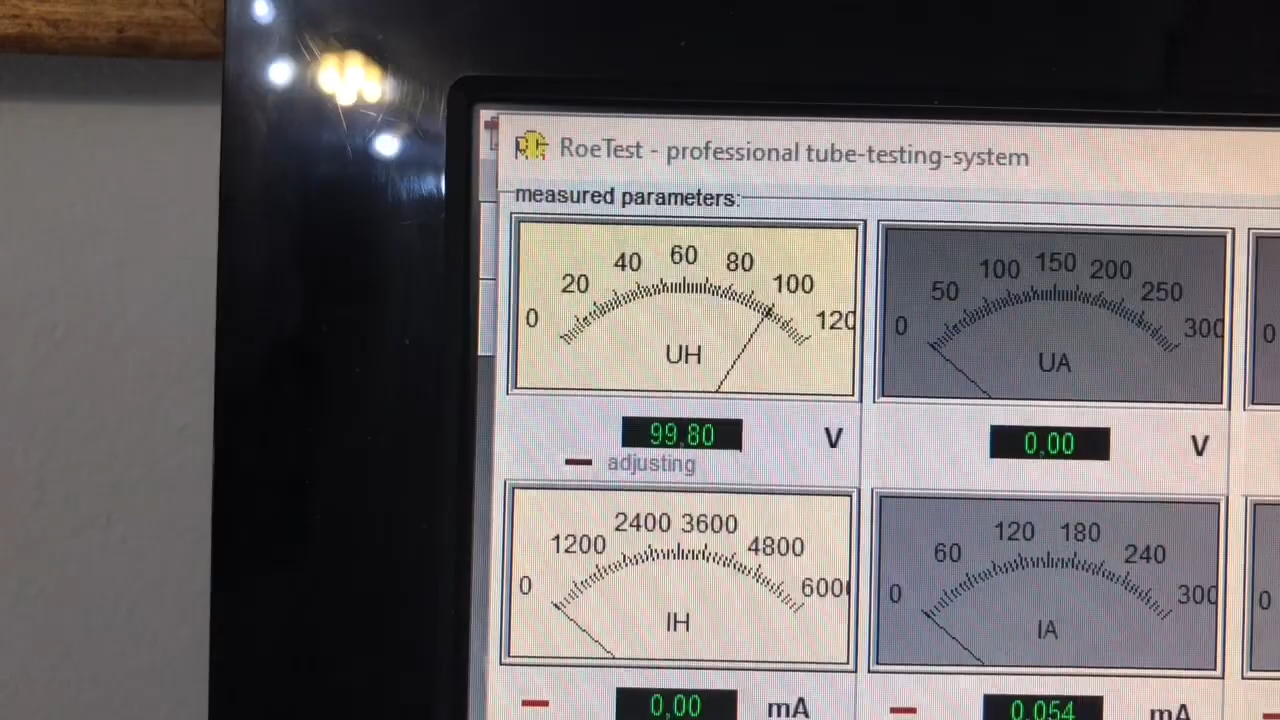 RoeTest - professional tube-testing-system
measured parameters:
0 20 40 60 80 100 120
UH
99,80 V
adjusting
0 50 100 150 200 250 300
UA
0,00 V
0
0 1200 2400 3600 4800 6000
IH
0,00 mA
0 60 120 180 240 300
IA
0,054 mA
0